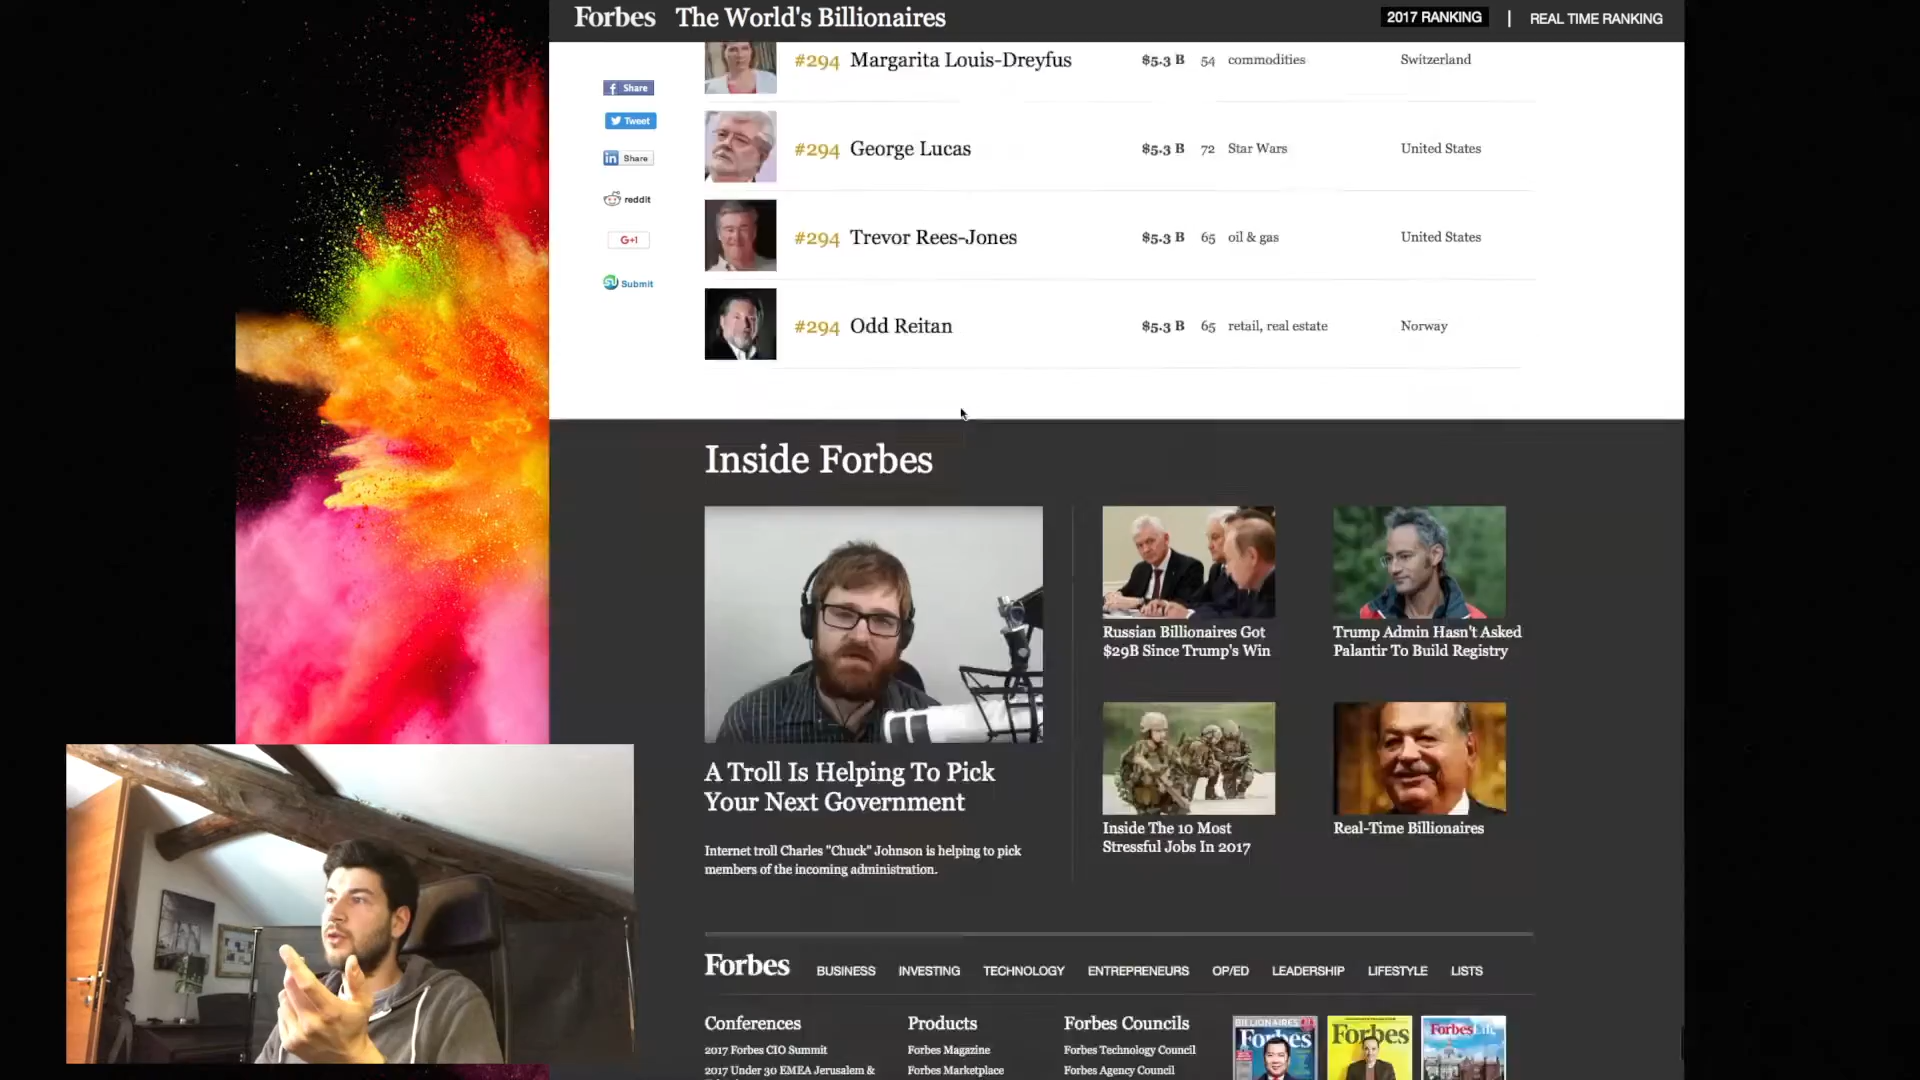 Forbes The World's Billionaires 2017 RANKING | REAL TIME RANKING
#294 Margarita Louis-Dreyfus $5.3 B 54 commodities Switzerland
Share
Tweet
#294 George Lucas $5.3 B 72 Star Wars United States
in Share
reddit
#294 Trevor Rees-Jones $5.3 B 65 oil & gas United States
G+1
Submit
#294 Odd Reitan $5.3 B 65 retail, real estate Norway
Inside Forbes
Russian Billionaires Got
$29B Since Trump's Win
Trump Admin Hasn't Asked
Palantir To Build Registry
A Troll Is Helping To Pick
Your Next Government
Internet troll Charles "Chuck" Johnson is helping to pick
members of the incoming administration.
Inside The 10 Most
Stressful Jobs In 2017
Real-Time Billionaires
Forbes BUSINESS INVESTING TECHNOLOGY ENTREPRENEURS OP/ED LEADERSHIP LIFESTYLE LISTS
Conferences
2017 Forbes CIO Summit
2017 Under 30 EMEA Jerusalem &
Products
Forbes Magazine
Forbes Marketplace
Forbes Councils
Forbes Technology Council
Forbes Agency Council
BILLIONAIRES
Forbes
Forbes
ForbesLife